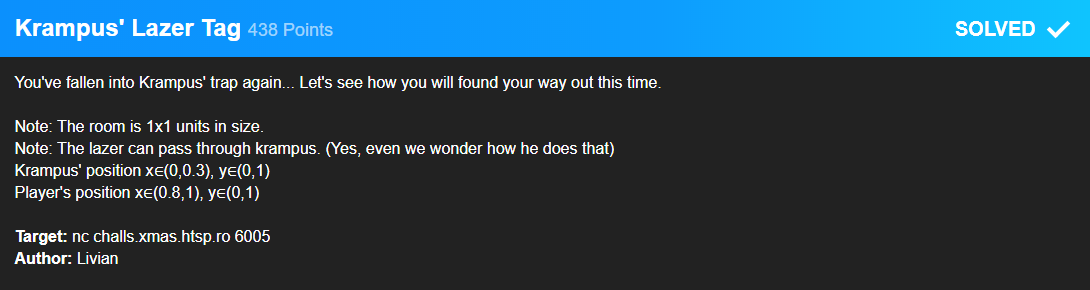 Krampus' Lazer Tag 438 Points SOLVED
You've fallen into Krampus' trap again... Let's see how you will found your way out this time.
Note: The room is 1x1 units in size.
Note: The lazer can pass through krampus. (Yes, even we wonder how he does that)
Krampus' position x∈(0,0.3), y∈(0,1)
Player's position x∈(0.8,1), y∈(0,1)
Target: nc challs.xmas.htsp.ro 6005
Author: Livian